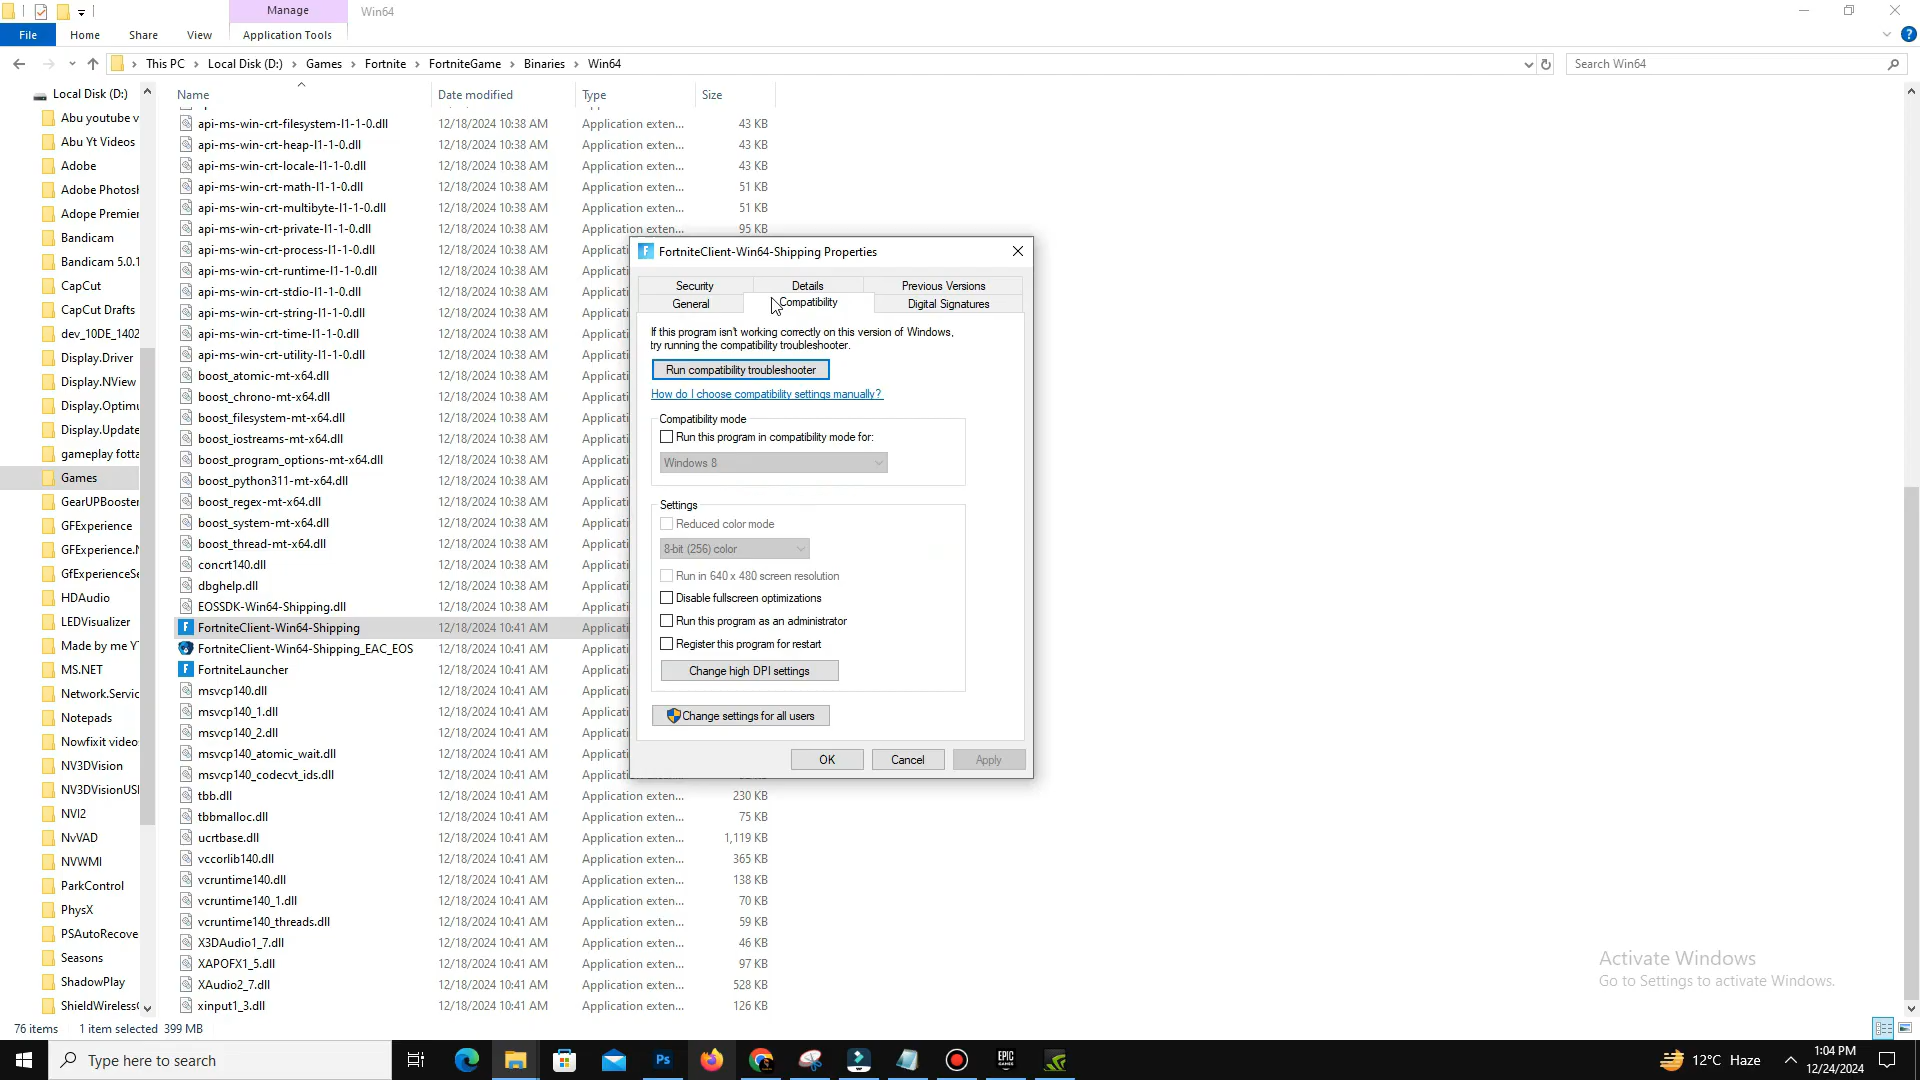 Manage
Win64
File
Home
Share
View
Application Tools
This PC
Local Disk (D:)
Games
Fortnite
FortniteGame
Binaries
Win64
Search Win64
Local Disk (D:)
Abu youtube v
Abu Yt Videos
Adobe
Adobe Photosh
Adope Premier
Bandicam
Bandicam 5.0.1
CapCut
CapCut Drafts
dev_10DE_1402
Display.Driver
Display.NView
Display.Optimu
Display.Update
gameplay fotta
Games
GearUPBooster
GFExperience
GFExperience.N
GfExperienceSe
HDAudio
LEDVisualizer
Made by me Y
MS.NET
Network.Servic
Notepads
Nowfixit video
NV3DVision
NV3DVisionUSI
NVI2
NvVAD
NVWMI
ParkControl
PhysX
PSAutoRecove
Seasons
ShadowPlay
ShieldWireless
Name Date modified Type Size
api-ms-win-crt-filesystem-l1-1-0.dll 12/18/2024 10:38 AM Application exten... 43 KB
api-ms-win-crt-heap-l1-1-0.dll 12/18/2024 10:38 AM Application exten... 43 KB
api-ms-win-crt-locale-l1-1-0.dll 12/18/2024 10:38 AM Application exten... 43 KB
api-ms-win-crt-math-l1-1-0.dll 12/18/2024 10:38 AM Application exten... 51 KB
api-ms-win-crt-multibyte-l1-1-0.dll 12/18/2024 10:38 AM Application exten... 51 KB
api-ms-win-crt-private-l1-1-0.dll 12/18/2024 10:38 AM Application exten... 95 KB
api-ms-win-crt-process-l1-1-0.dll 12/18/2024 10:38 AM Applicati
api-ms-win-crt-runtime-l1-1-0.dll 12/18/2024 10:38 AM Applicati
api-ms-win-crt-stdio-l1-1-0.dll 12/18/2024 10:38 AM Applicati
api-ms-win-crt-string-l1-1-0.dll 12/18/2024 10:38 AM Applicati
api-ms-win-crt-time-l1-1-0.dll 12/18/2024 10:38 AM Applicati
api-ms-win-crt-utility-l1-1-0.dll 12/18/2024 10:38 AM Applicati
boost_atomic-mt-x64.dll 12/18/2024 10:38 AM Applicati
boost_chrono-mt-x64.dll 12/18/2024 10:38 AM Applicati
boost_filesystem-mt-x64.dll 12/18/2024 10:38 AM Applicati
boost_iostreams-mt-x64.dll 12/18/2024 10:38 AM Applicati
boost_program_options-mt-x64.dll 12/18/2024 10:38 AM Applicati
boost_python311-mt-x64.dll 12/18/2024 10:38 AM Applicati
boost_regex-mt-x64.dll 12/18/2024 10:38 AM Applicati
boost_system-mt-x64.dll 12/18/2024 10:38 AM Applicati
boost_thread-mt-x64.dll 12/18/2024 10:38 AM Applicati
concrt140.dll 12/18/2024 10:38 AM Applicati
dbghelp.dll 12/18/2024 10:38 AM Applicati
EOSSDK-Win64-Shipping.dll 12/18/2024 10:38 AM Applicati
FortniteClient-Win64-Shipping 12/18/2024 10:41 AM Applicati
FortniteClient-Win64-Shipping_EAC_EOS 12/18/2024 10:41 AM Applicati
FortniteLauncher 12/18/2024 10:41 AM Applicati
msvcp140.dll 12/18/2024 10:41 AM Applicati
msvcp140_1.dll 12/18/2024 10:41 AM Applicati
msvcp140_2.dll 12/18/2024 10:41 AM Applicati
msvcp140_atomic_wait.dll 12/18/2024 10:41 AM Applicati
msvcp140_codecvt_ids.dll 12/18/2024 10:41 AM
tbb.dll 12/18/2024 10:41 AM Application exten... 230 KB
tbbmalloc.dll 12/18/2024 10:41 AM Application exten... 75 KB
ucrtbase.dll 12/18/2024 10:41 AM Application exten... 1,119 KB
vccorlib140.dll 12/18/2024 10:41 AM Application exten... 365 KB
vcruntime140.dll 12/18/2024 10:41 AM Application exten... 138 KB
vcruntime140_1.dll 12/18/2024 10:41 AM Application exten... 70 KB
vcruntime140_threads.dll 12/18/2024 10:41 AM Application exten... 59 KB
X3DAudio1_7.dll 12/18/2024 10:41 AM Application exten... 46 KB
XAPOFX1_5.dll 12/18/2024 10:41 AM Application exten... 97 KB
XAudio2_7.dll 12/18/2024 10:41 AM Application exten... 528 KB
xinput1_3.dll 12/18/2024 10:41 AM Application exten... 126 KB
FortniteClient-Win64-Shipping Properties
Security
Details
Previous Versions
General
Compatibility
Digital Signatures
If this program isn't working correctly on this version of Windows,
try running the compatibility troubleshooter.
Run compatibility troubleshooter
How do I choose compatibility settings manually?
Compatibility mode
Run this program in compatibility mode for:
Windows 8
Settings
Reduced color mode
8-bit (256) color
Run in 640 x 480 screen resolution
Disable fullscreen optimizations
Run this program as an administrator
Register this program for restart
Change high DPI settings
Change settings for all users
OK
Cancel
Apply
Activate Windows
Go to Settings to activate Windows.
76 items
1 item selected 399 MB
Type here to search
Ps
EPIC
GAMES
12°C Haze
1:04 PM
12/24/2024